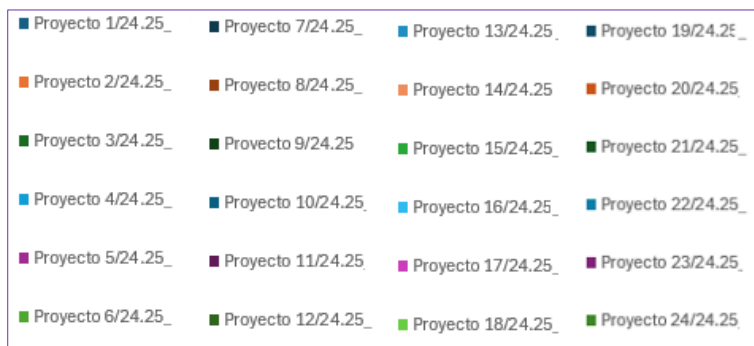 Proyecto 1/24.25_
Proyecto 2/24.25_
Proyecto 3/24.25_
Proyecto 4/24.25_
Proyecto 5/24.25_
Proyecto 6/24.25_
Proyecto 7/24.25_
Proyecto 8/24.25_
Proyecto 9/24.25
Proyecto 10/24.25_
Proyecto 11/24.25
Proyecto 12/24.25_
Proyecto 13/24.25_
Proyecto 14/24.25
Proyecto 15/24.25_
Proyecto 16/24.25_
Proyecto 17/24.25_
Proyecto 18/24.25_
Proyecto 19/24.25_
Proyecto 20/24.25_
Proyecto 21/24.25_
Proyecto 22/24.25_
Proyecto 23/24.25_
Proyecto 24/24.25_